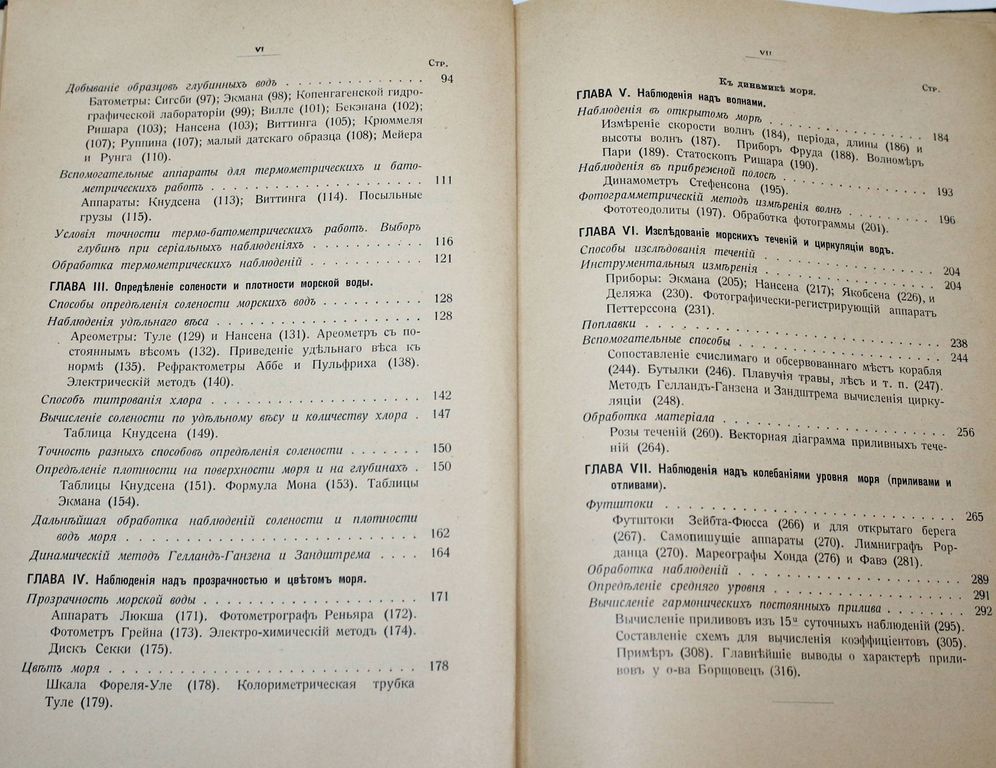 VI
Стр.
Добываніе образцовъ глубинныхъ водъ . . . . . . . . . . 94
Батометры: Сигсби (97); Экмана (98); Копенгагенской гидро-
графической лабораторіи (99); Вилле (101); Бекэнана (102);
Ришара (103); Нансена (103); Виттинга (105); Крюммеля
(107); Руппина (107); малый датскаго образца (108); Мейера
и Рунга (110).
Вспомогательные аппараты для термометрическихъ и бато-
метрическихъ работъ . . . . . . . . . . . . . . . 111
Аппараты: Кнудсена (113); Виттинга (114). Посыльные
грузы (115).
Условія точности термо-батометрическихъ работъ. Выборъ
глубинъ при серіальныхъ наблюденіяхъ . . . . . . . . 116
Обработка термометрическихъ наблюденій . . . . . . . . 121
ГЛАВА III. Опредѣленіе солености и плотности морской воды.
Способы опредѣленія солености морскихъ водъ . . . . . . . . . . 128
Наблюденія удѣльнаго вѣса . . . . . . . . . . . . . . . 128
Ареометры: Туле (129) и Нансена (131). Ареометръ съ по-
стояннымъ вѣсомъ (132). Приведеніе удѣльнаго вѣса къ
нормѣ (135). Рефрактометры Аббе и Пульфриха (138).
Электрическій методъ (140).
Способъ титрованія хлора . . . . . . . . . . . . . . . . 142
Вычисленіе солености по удѣльному вѣсу и количеству хлора . 147
Таблица Кнудсена (149).
Точность разныхъ способовъ опредѣленія солености . . . . . . . 150
Опредѣленіе плотности на поверхности моря и на глубинахъ . 150
Таблицы Кнудсена (151). Формула Мона (153). Таблицы
Экмана (154).
Дальнѣйшая обработка наблюденій солености и плотности
водъ моря . . . . . . . . . . . . . . . . . . . . . 162
Динамическій методъ Гелландъ-Ганзена и Зандштрема . . . . 164
ГЛАВА IV. Наблюденія надъ прозрачностью и цвѣтомъ моря.
Прозрачность морской воды . . . . . . . . . . . . . . . . 171
Аппаратъ Люкша (171). Фотометрографъ Реньяра (172).
Фотометръ Грейна (173). Электро-химическій методъ (174).
Дискъ Секки (175).
Цвѣтъ моря . . . . . . . . . . . . . . . . . . . . . . . 178
Шкала Фореля-Уле (178). Колориметрическая трубка
Туле (179).
VII
Къ динамикѣ моря.
Стр.
ГЛАВА V. Наблюденія надъ волнами.
Наблюденія въ открытомъ морѣ . . . . . . . . . . . . . 184
Измѣреніе скорости волнъ (184), періода, длины (186) и
высоты волнъ (187). Приборъ Фруда (188). Волномѣръ
Пари (189). Статоскопъ Ришара (190).
Наблюденія въ прибрежной полосѣ . . . . . . . . . . . . 193
Динамометръ Стефенсона (195).
Фотограмметрическій методъ измѣренія волнъ . . . . . . . . 196
Фототеодолиты (197). Обработка фотограммы (201).
ГЛАВА VI. Изслѣдованіе морскихъ теченій и циркуляціи водъ.
Способы изслѣдованія теченій . . . . . . . . . . . . . . 204
Инструментальныя измѣренія . . . . . . . . . . . . . . 204
Приборы: Экмана (205); Нансена (217); Якобсена (226), и
Деляжа (230). Фотографически-регистрирующій аппаратъ
Петтерссона (231).
Поплавки . . . . . . . . . . . . . . . . . . . . . . . 238
Вспомогательные способы . . . . . . . . . . . . . . . . 244
Сопоставленіе счислимаго и обсервованнаго мѣстъ корабля
(244). Бутылки (246). Плавучія травы, лѣсъ и т. п. (247).
Методъ Гелландъ-Ганзена и Зандштрема вычисленія цирку-
ляціи (248).
Обработка матеріала . . . . . . . . . . . . . . . . . . 256
Розы теченій (260). Векторная діаграмма приливныхъ тече-
ній (264).
ГЛАВА VII. Наблюденія надъ колебаніями уровня моря (приливами и
отливами).
Футштоки . . . . . . . . . . . . . . . . . . . . . . . 265
Футштоки Зейбта-Фюсса (266) и для открытаго берега
(267). Самопишущіе аппараты (270). Лимниграфъ Рор-
данца (270). Мареографы Хонда (276) и Фавэ (281).
Обработка наблюденій . . . . . . . . . . . . . . . . . 289
Опредѣленіе средняго уровня . . . . . . . . . . . . . . 291
Вычисленіе гармоническихъ постоянныхъ прилива . . . . . . . 292
Вычисленіе приливовъ изъ 15ᵘ суточныхъ наблюденій (295).
Составленіе схемъ для вычисленія коэффиціентовъ (305).
Примѣръ (308). Главнѣйшіе выводы о характерѣ прили-
вовъ у о-ва Борщовецъ (316).